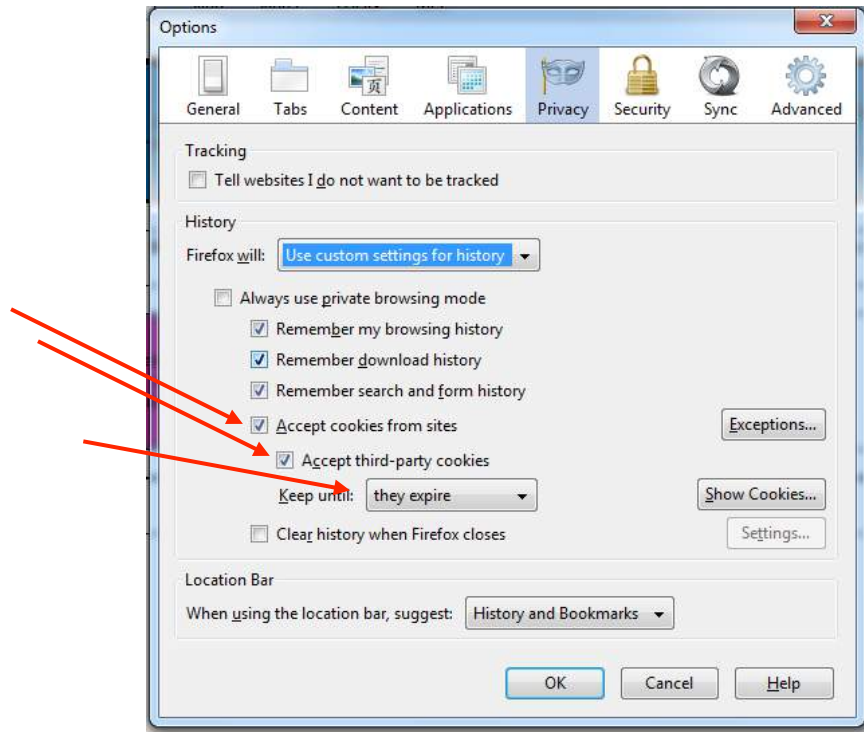 Options
General Tabs Content Applications Privacy Security Sync Advanced
Tracking
Tell websites I do not want to be tracked
History
Firefox will: Use custom settings for history
Always use private browsing mode
Remember my browsing history
Remember download history
Remember search and form history
Accept cookies from sites Exceptions...
Accept third-party cookies
Keep until: they expire Show Cookies...
Clear history when Firefox closes Settings...
Location Bar
When using the location bar, suggest: History and Bookmarks
OK Cancel Help